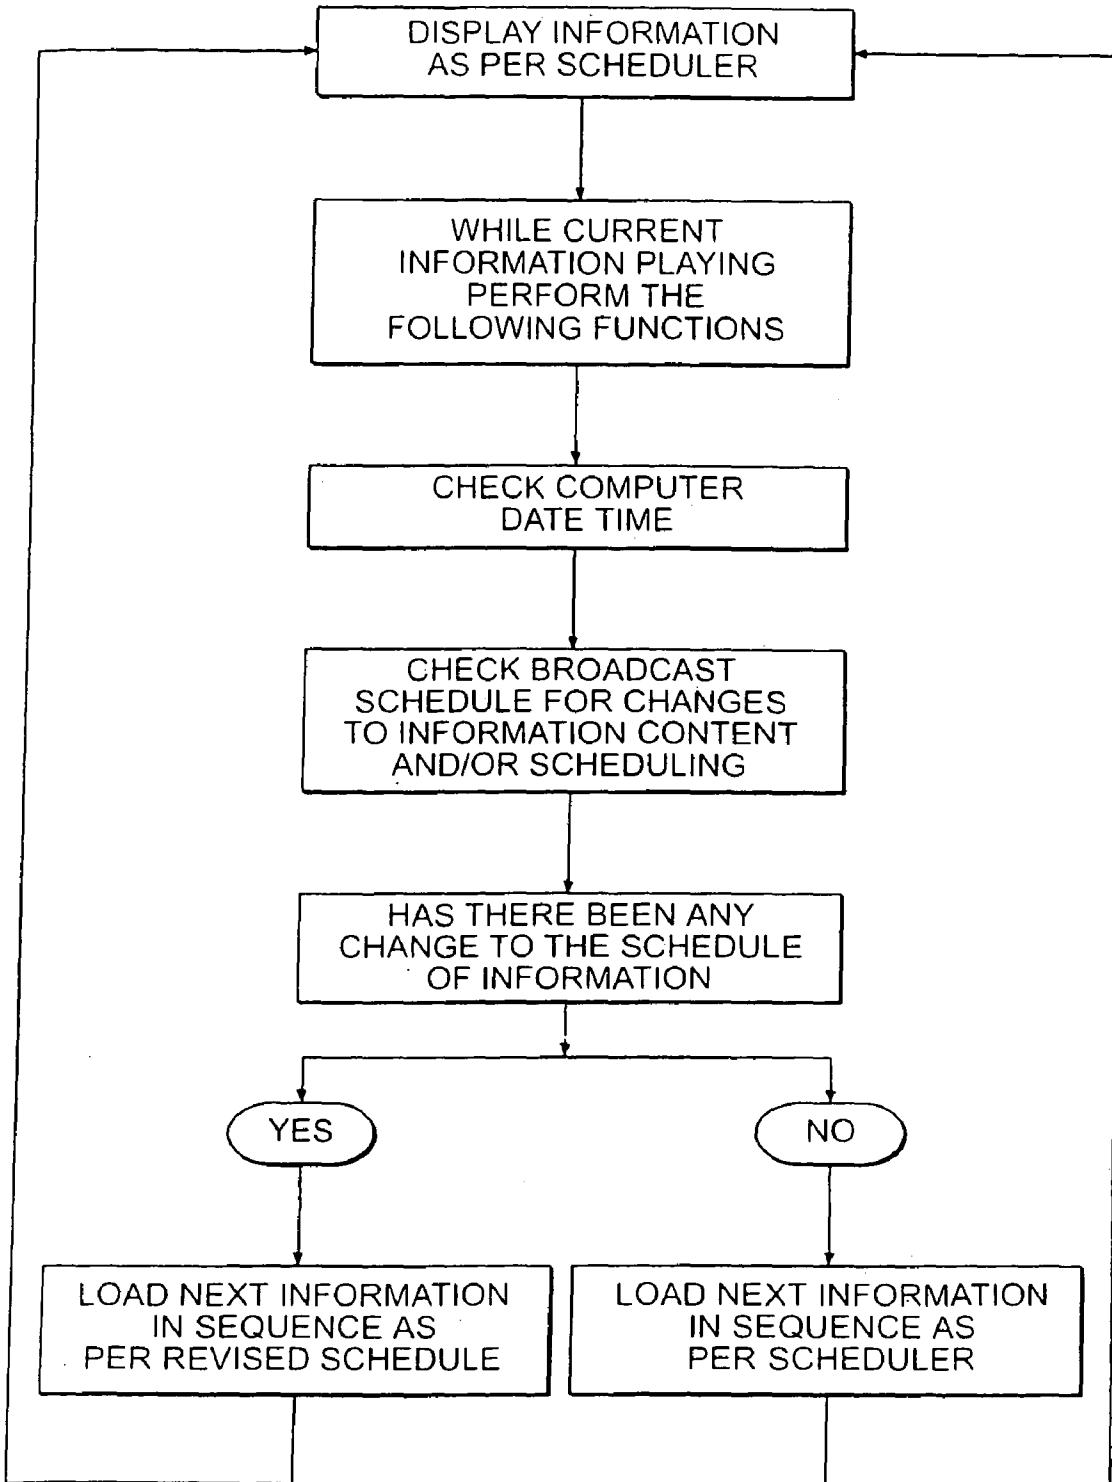 DISPLAY INFORMATION
AS PER SCHEDULER
WHILE CURRENT
INFORMATION PLAYING
PERFORM THE
FOLLOWING FUNCTIONS
CHECK COMPUTER
DATE TIME
CHECK BROADCAST
SCHEDULE FOR CHANGES
TO INFORMATION CONTENT
AND/OR SCHEDULING
HAS THERE BEEN ANY
CHANGE TO THE SCHEDULE
OF INFORMATION
YES
NO
LOAD NEXT INFORMATION
IN SEQUENCE AS
PER REVISED SCHEDULE
LOAD NEXT INFORMATION
IN SEQUENCE AS
PER SCHEDULER